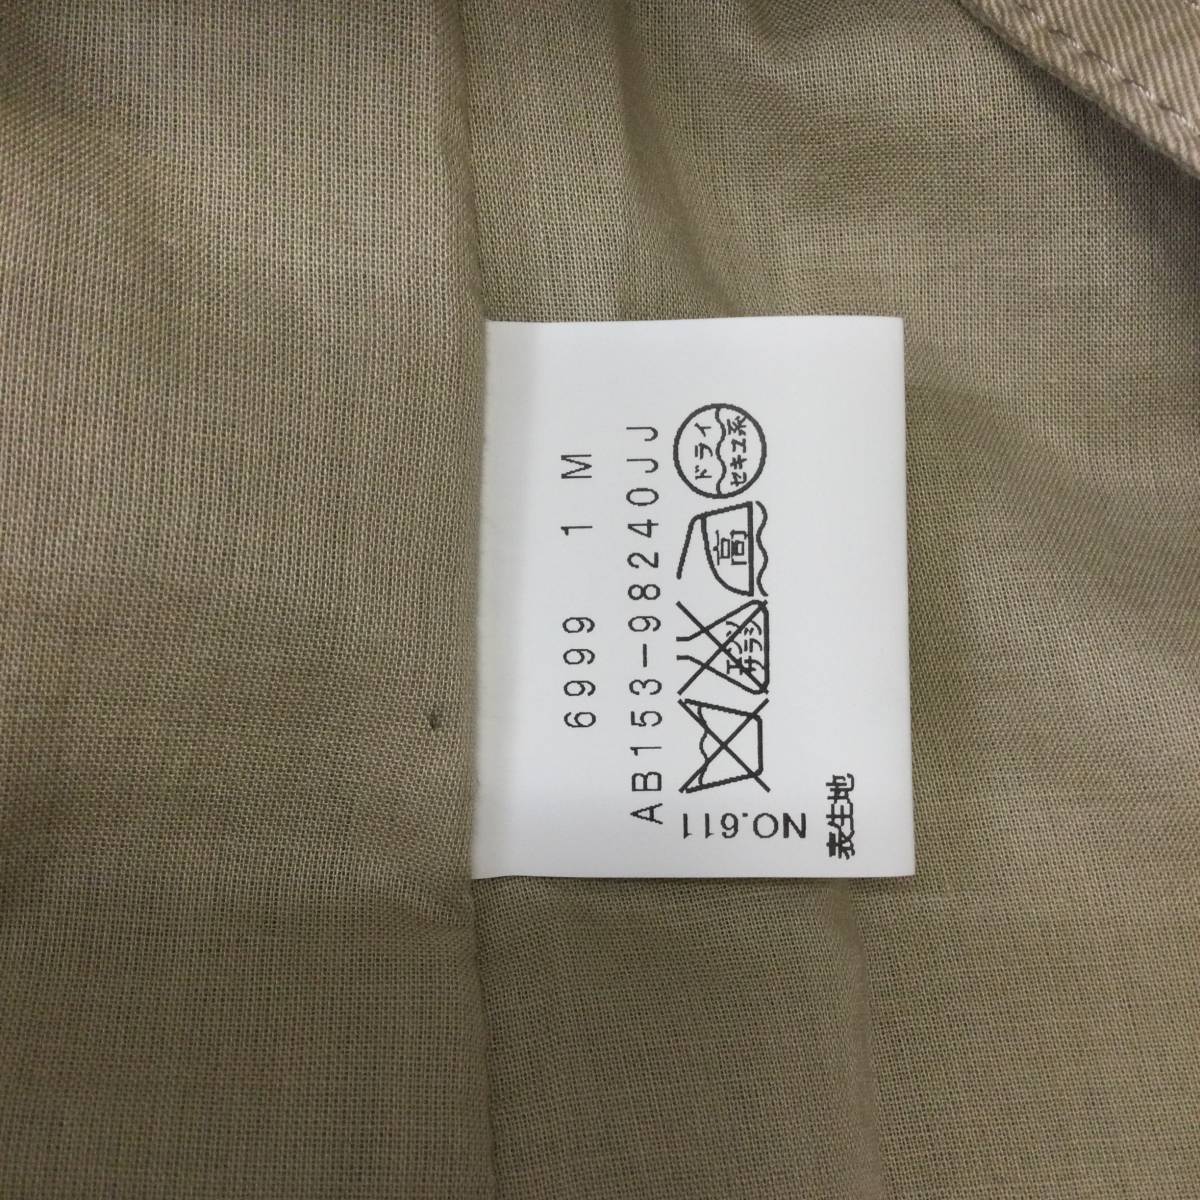 6999 1 M
AB153-98240JJ
エンソ
サラシ
高
ドライ
セキユ系
NO.611
表生地